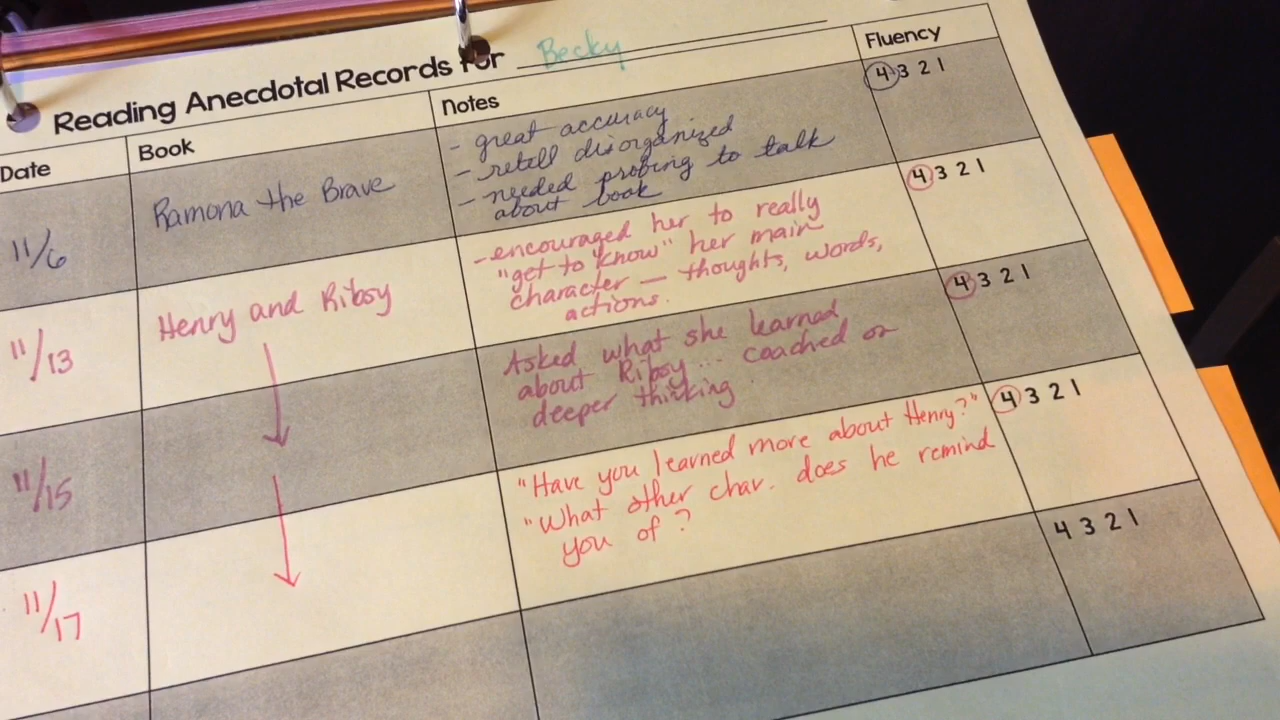 Reading Anecdotal Records for Becky
Date
Book
Notes
Fluency
11/6
Ramona the Brave
- great accuracy
- retell disorganized
- needed probing to talk
about book
4 3 2 1
11/13
Henry and Ribsy
- encouraged her to really
"get to "know" her main
character — thoughts, words,
actions.
4 3 2 1
11/15
Asked what she learned
about Ribsy... coached on
deeper thinking
4 3 2 1
11/17
"Have you learned more about Henry?"
"What other char. does he remind
you of?
4 3 2 1
4 3 2 1